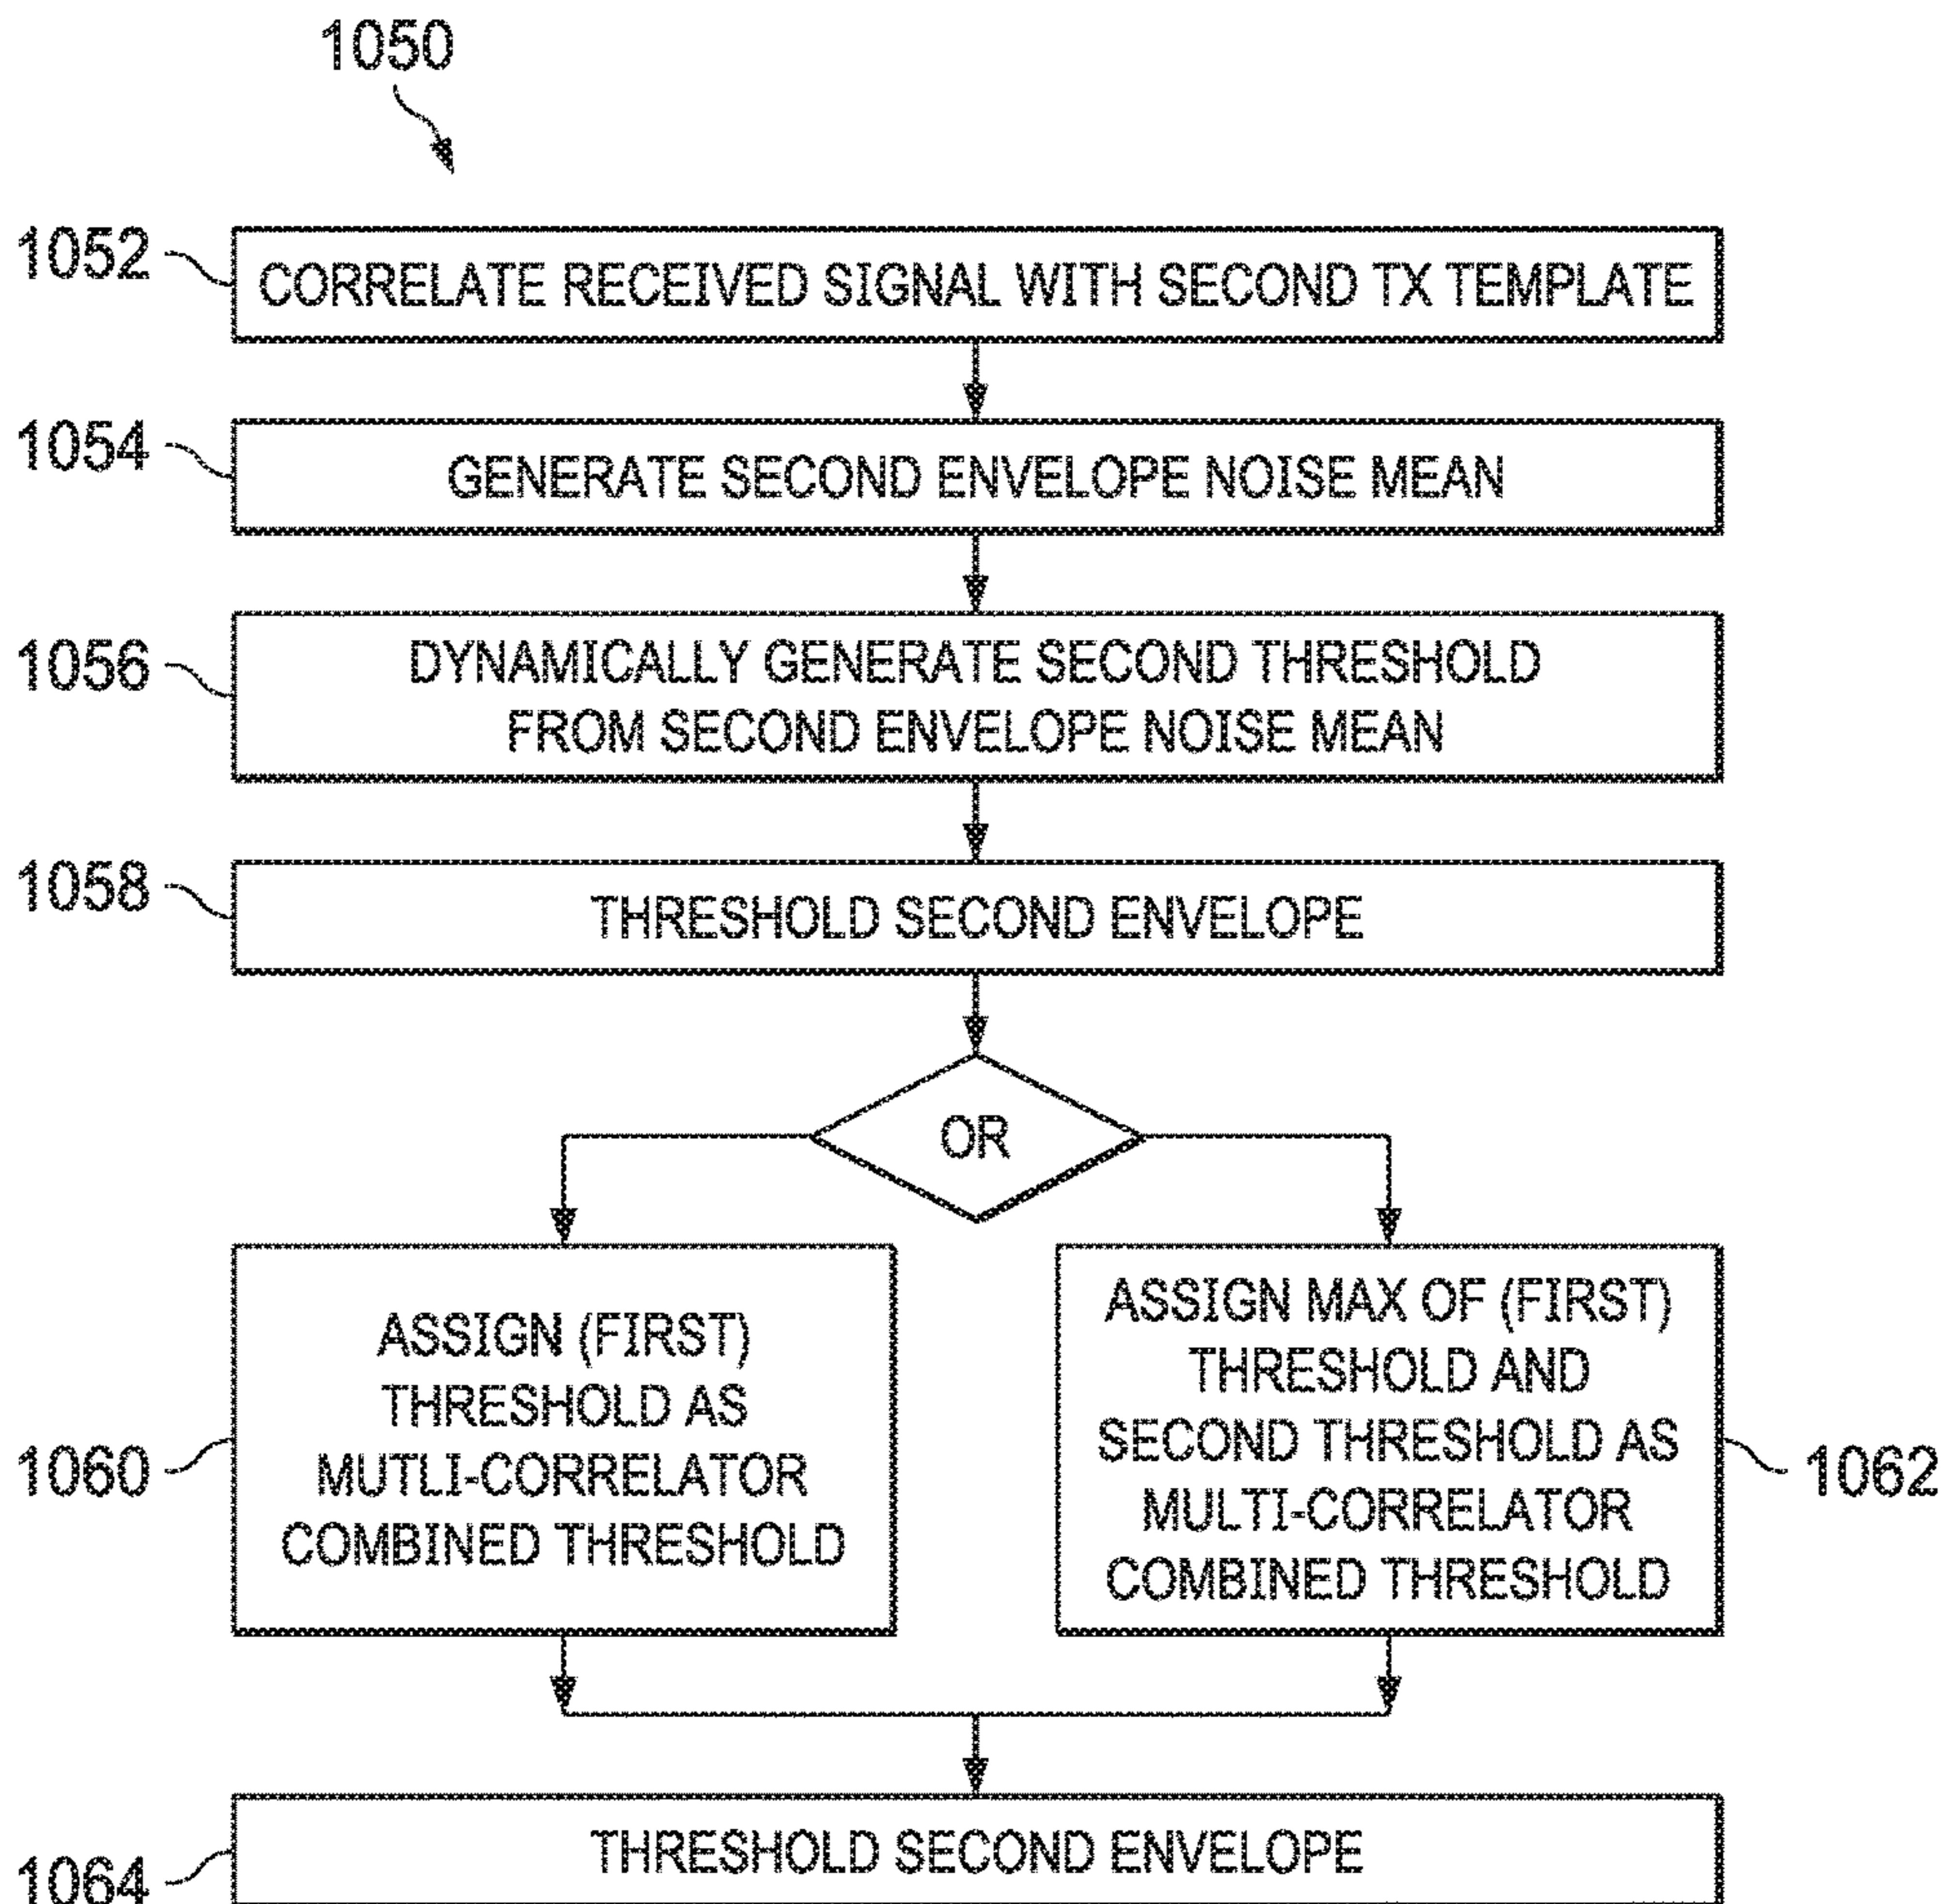 1050
1052
CORRELATE RECEIVED SIGNAL WITH SECOND TX TEMPLATE
1054
GENERATE SECOND ENVELOPE NOISE MEAN
1056
DYNAMICALLY GENERATE SECOND THRESHOLD
FROM SECOND ENVELOPE NOISE MEAN
1058
THRESHOLD SECOND ENVELOPE
OR
1060
ASSIGN (FIRST)
THRESHOLD AS
MUTLI-CORRELATOR
COMBINED THRESHOLD
ASSIGN MAX OF (FIRST)
THRESHOLD AND
SECOND THRESHOLD AS
MULTI-CORRELATOR
COMBINED THRESHOLD
1062
1064
THRESHOLD SECOND ENVELOPE